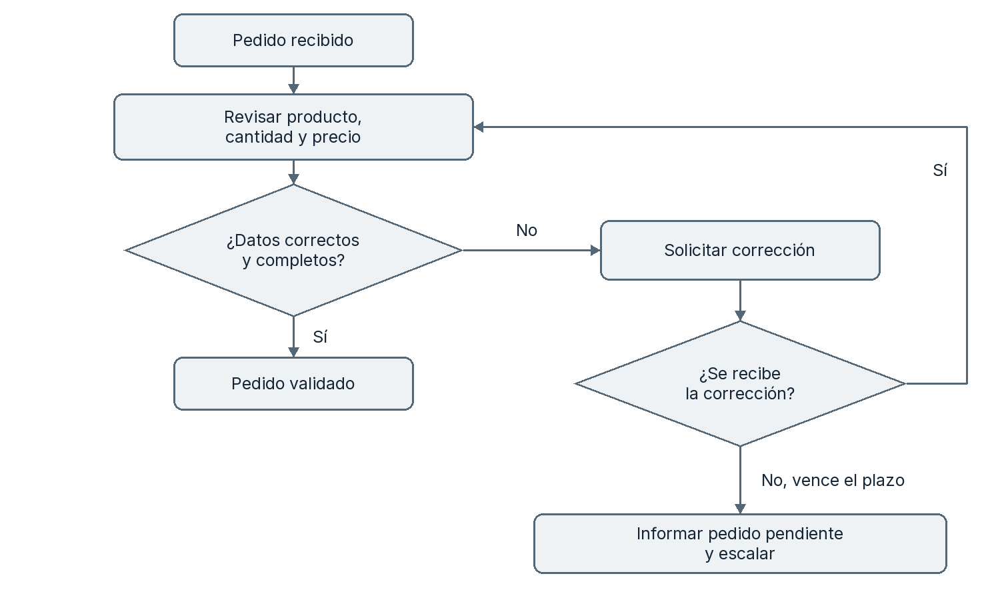 Pedido recibido
Revisar producto,
cantidad y precio
¿Datos correctos
y completos?
No
Solicitar corrección
Sí
Sí
Pedido validado
¿Se recibe
la corrección?
No, vence el plazo
Informar pedido pendiente
y escalar